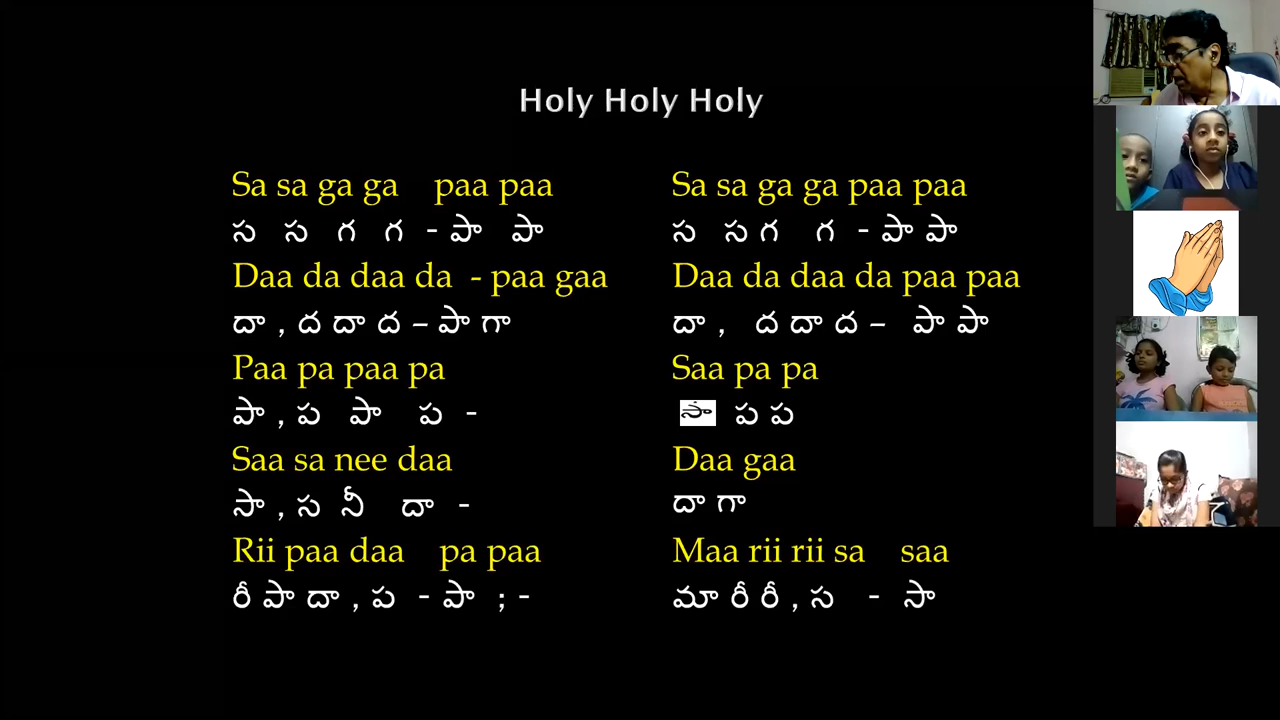 Holy Holy Holy
Sa sa ga ga paa paa
స స గ గ - పా పా
Daa da daa da - paa gaa
దా , ద దా ద – పా గా
Paa pa paa pa
పా , ప పా ప -
Saa sa nee daa
సా , స నీ దా -
Rii paa daa pa paa
రీ పా దా , ప - పా ; -
Sa sa ga ga paa paa
స స గ గ - పా పా
Daa da daa da paa paa
దా , ద దా ద – పా పా
Saa pa pa
సా ప ప
Daa gaa
దా గా
Maa rii rii sa saa
మా రీ రీ , స - సా